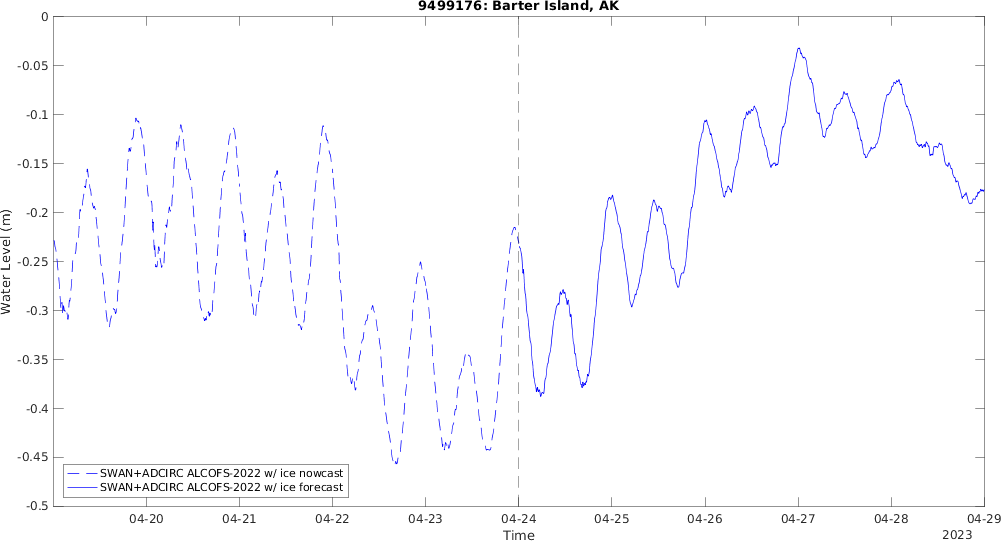 9499176: Barter Island, AK
0
-0.05
-0.1
-0.15
-0.2
-0.25
-0.3
-0.35
-0.4
-0.45
-0.5
Water Level (m)
SWAN+ADCIRC ALCOFS-2022 w/ ice nowcast
SWAN+ADCIRC ALCOFS-2022 w/ ice forecast
04-20 04-21 04-22 04-23 04-24 04-25 04-26 04-27 04-28 04-29
Time
2023